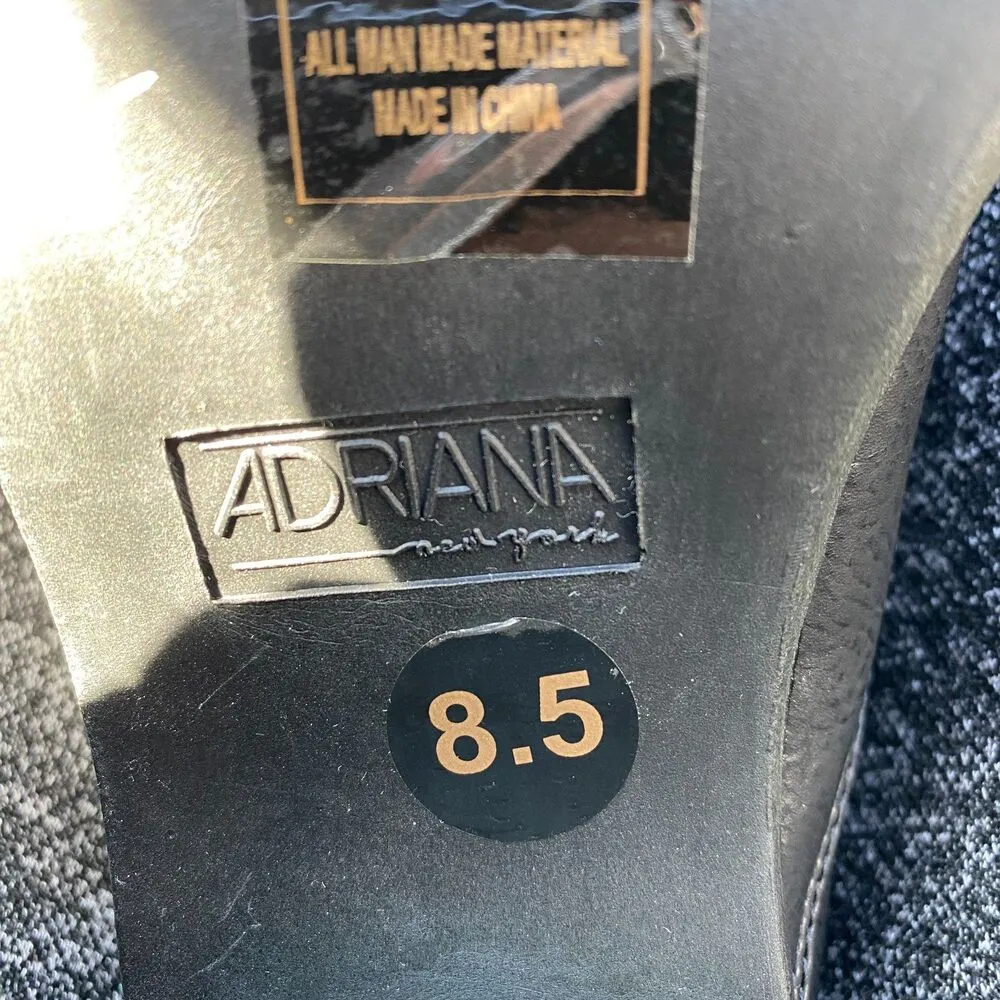 ALL MAN MADE MATERIAL
MADE IN CHINA
ADRIANA
new york
8.5